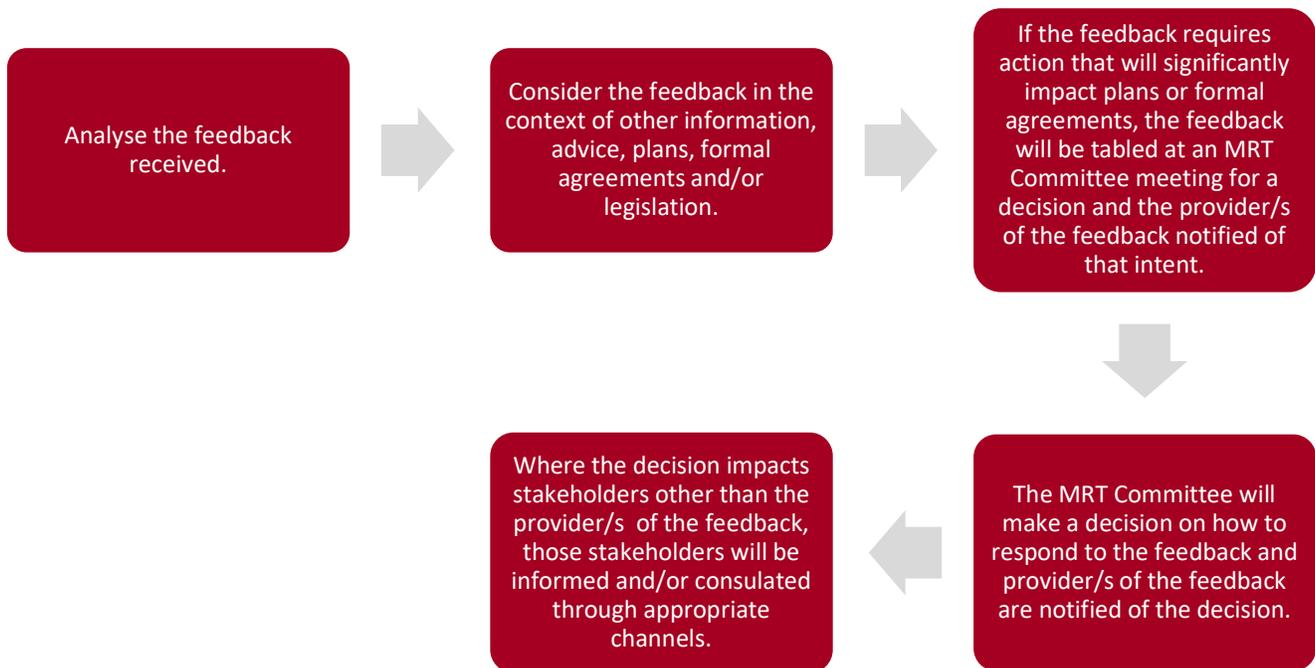 Analyse the feedback
received.
Consider the feedback in the
context of other information,
advice, plans, formal
agreements and/or
legislation.
If the feedback requires
action that will significantly
impact plans or formal
agreements, the feedback
will be tabled at an MRT
Committee meeting for a
decision and the provider/s
of the feedback notified of
that intent.
The MRT Committee will
make a decision on how to
respond to the feedback and
provider/s of the feedback
are notified of the decision.
Where the decision impacts
stakeholders other than the
provider/s  of the feedback,
those stakeholders will be
informed and/or consulated
through appropriate
channels.